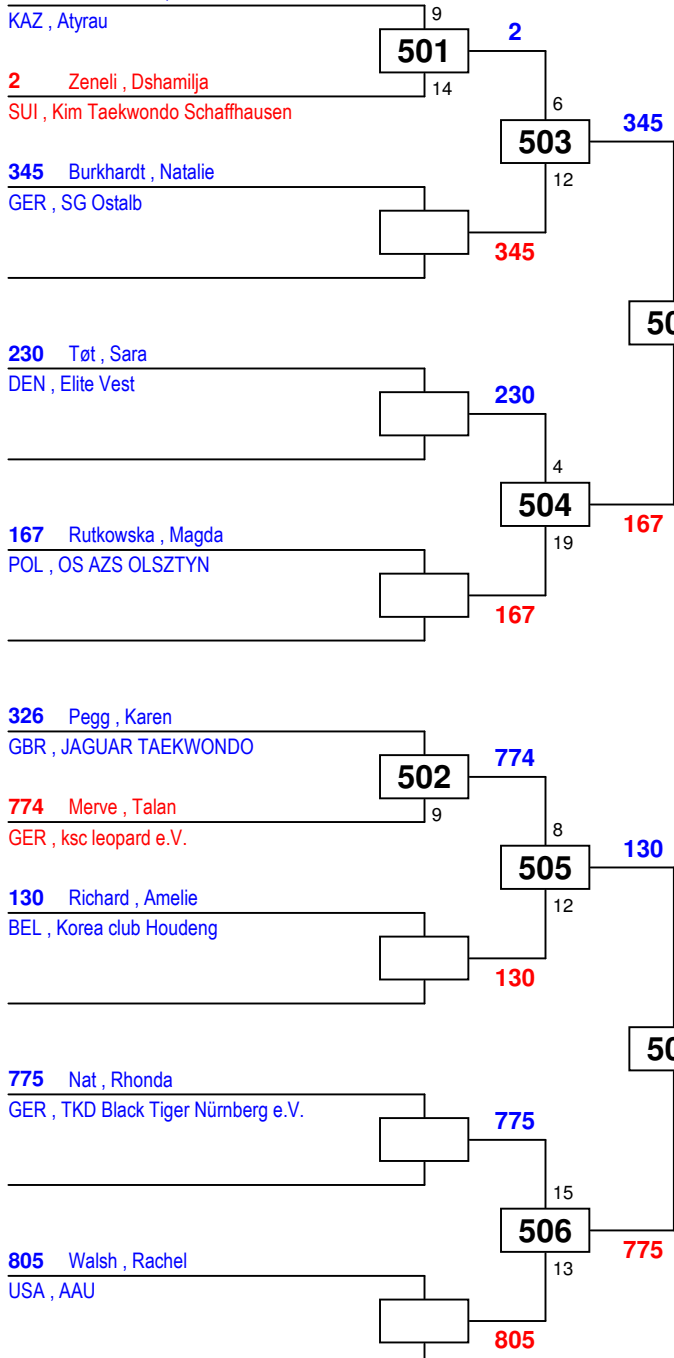 KAZ , Atyrau
9
501
2
14
2 Zeneli , Dshamilja
SUI , Kim Taekwondo Schaffhausen
6
503
345
12
345 Burkhardt , Natalie
GER , SG Ostalb
345
50
230 Tøt , Sara
DEN , Elite Vest
230
4
504
167
19
167 Rutkowska , Magda
POL , OS AZS OLSZTYN
167
326 Pegg , Karen
GBR , JAGUAR TAEKWONDO
502
774
9
774 Merve , Talan
GER , ksc leopard e.V.
8
505
130
12
130 Richard , Amelie
BEL , Korea club Houdeng
130
50
775 Nat , Rhonda
GER , TKD Black Tiger Nürnberg e.V.
775
15
506
775
13
805 Walsh , Rachel
USA , AAU
805